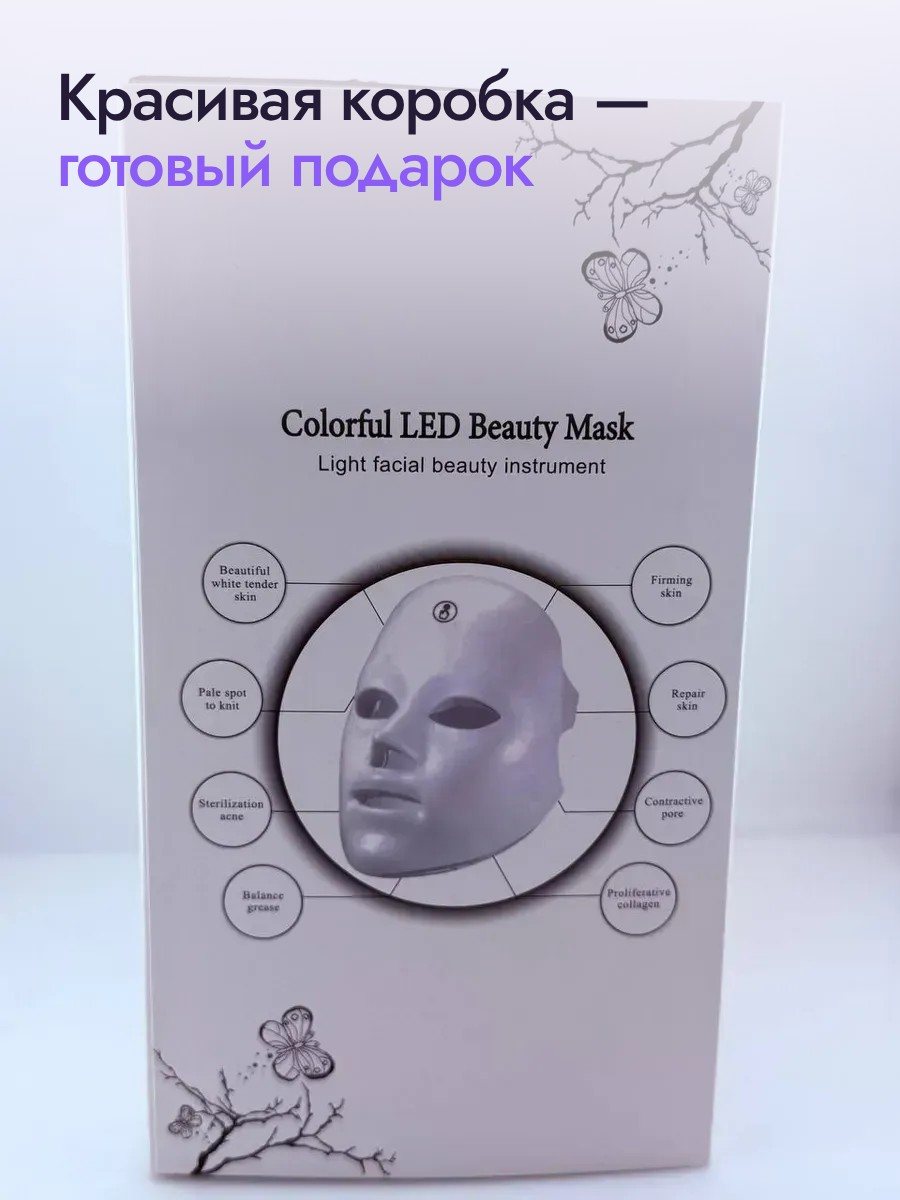 Красивая коробка —
готовый подарок
Colorful LED Beauty Mask
Light facial beauty instrument
Beautiful
white tender
skin
Firming
skin
Pale spot
to knit
Repair
skin
Sterilization
acne
Contractive
pore
Balance
grease
Proliferative
collagen